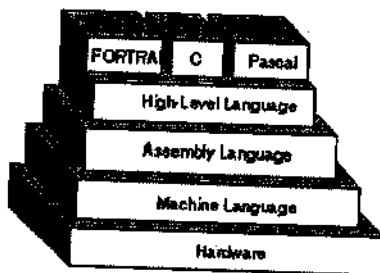 FORTRA C Pascal
High-Level Language
Assembly Language
Machine Language
Hardware